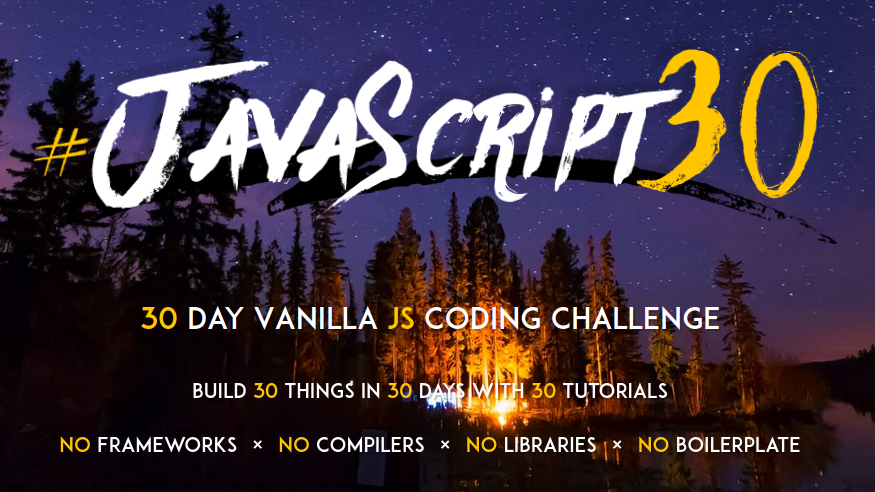 #JAVASCRIPT30
30 DAY VANILLA JS CODING CHALLENGE
BUILD 30 THINGS IN 30 DAYS WITH 30 TUTORIALS
NO FRAMEWORKS × NO COMPILERS × NO LIBRARIES × NO BOILERPLATE